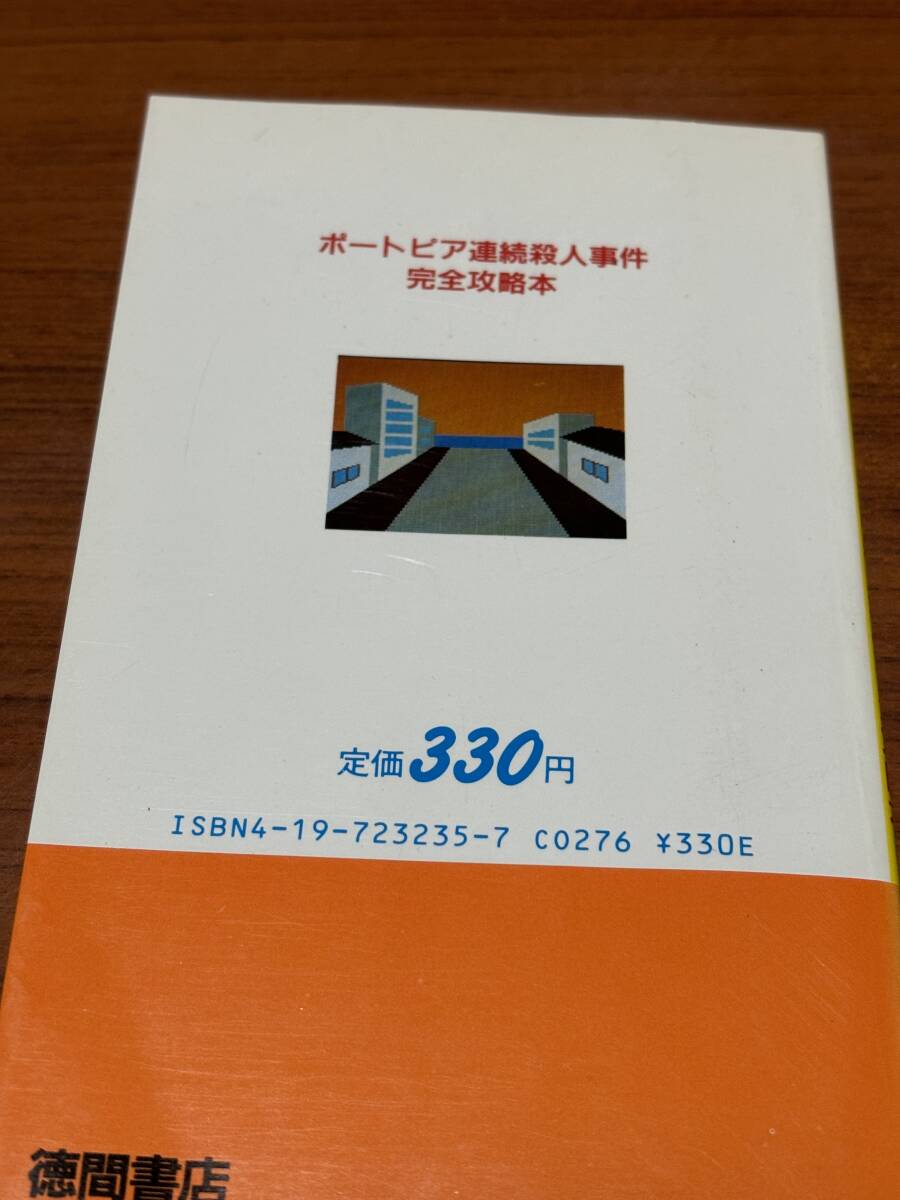 ポートピア連続殺人事件
完全攻略本
定価330円
ISBN4-19-723235-7 C0276 ¥330E
徳間書店